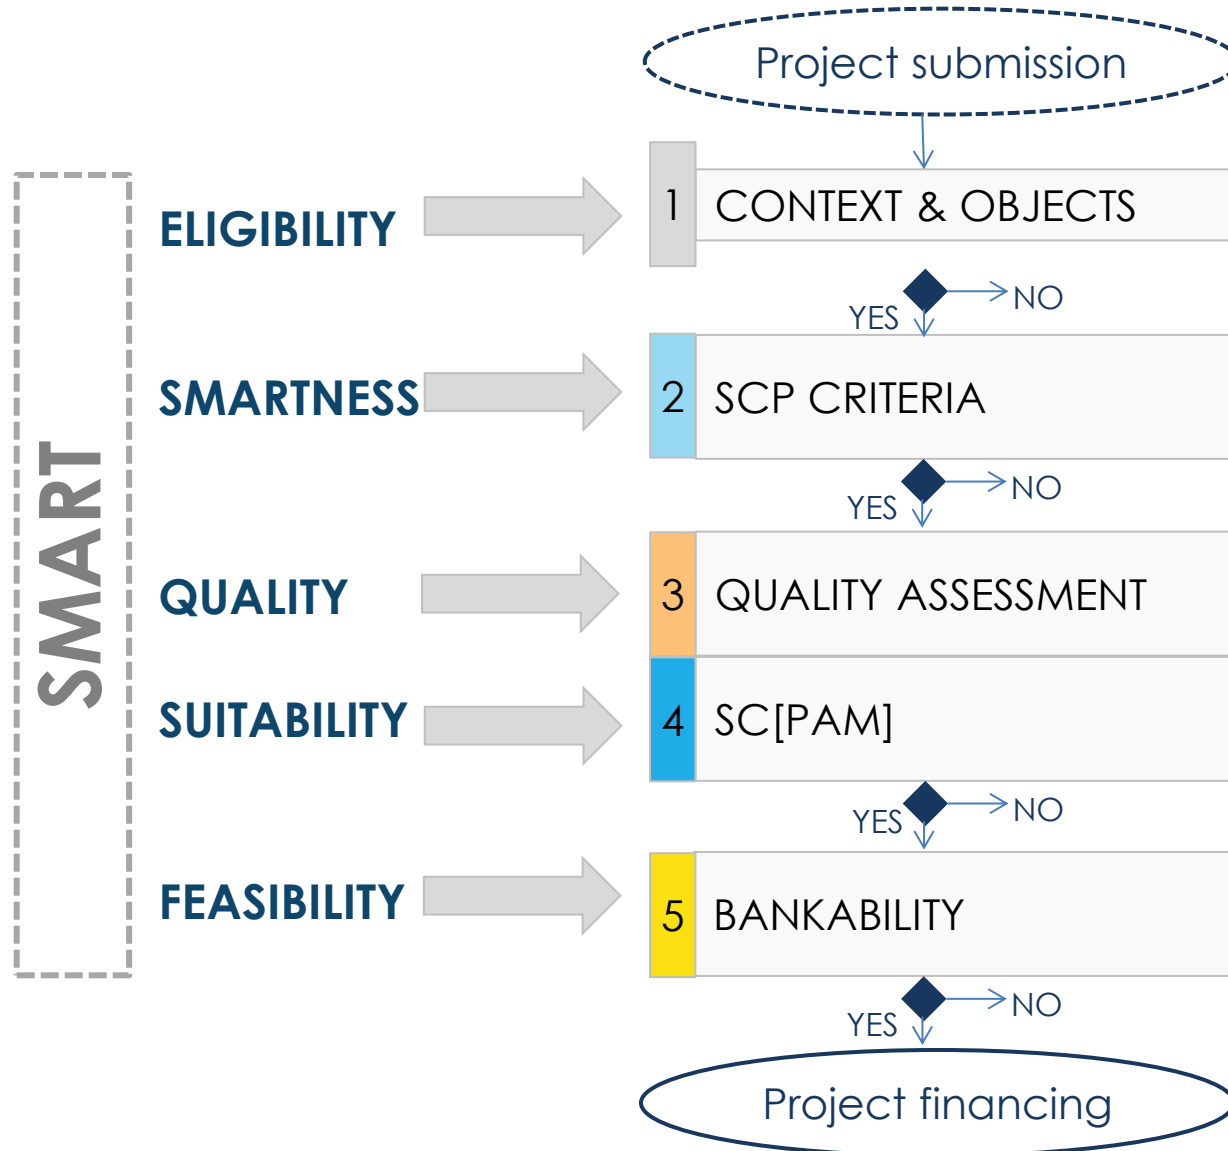 Project submission
SMART
ELIGIBILITY
1
CONTEXT & OBJECTS
YES
NO
SMARTNESS
2
SCP CRITERIA
YES
NO
QUALITY
3
QUALITY ASSESSMENT
SUITABILITY
4
SC[PAM]
YES
NO
FEASIBILITY
5
BANKABILITY
YES
NO
Project financing